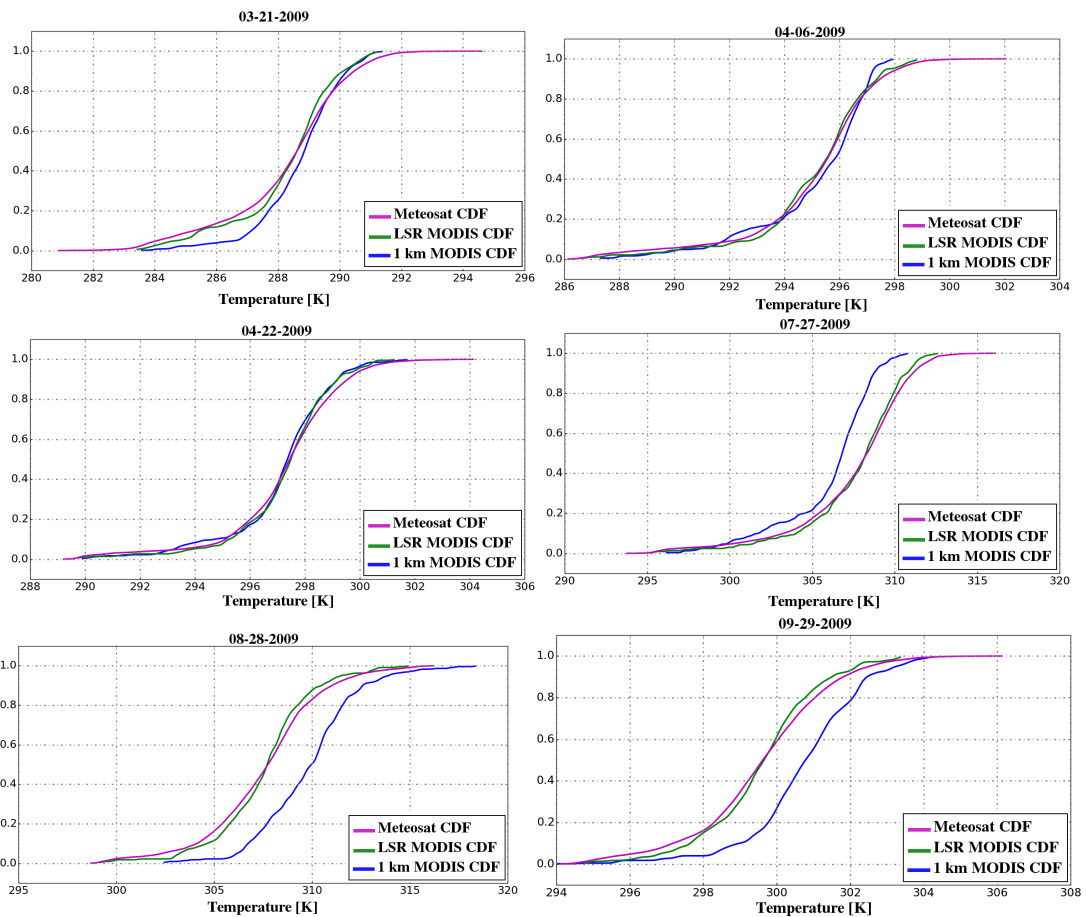 03-21-2009
1.0
0.8
0.6
0.4
0.2
0.0
280 282 284 286 288 290 292 294 296
Temperature [K]
Meteosat CDF
LSR MODIS CDF
1 km MODIS CDF
04-06-2009
1.0
0.8
0.6
0.4
0.2
0.0
286 288 290 292 294 296 298 300 302 304
Temperature [K]
Meteosat CDF
LSR MODIS CDF
1 km MODIS CDF
04-22-2009
1.0
0.8
0.6
0.4
0.2
0.0
288 290 292 294 296 298 300 302 304 306
Temperature [K]
Meteosat CDF
LSR MODIS CDF
1 km MODIS CDF
07-27-2009
1.0
0.8
0.6
0.4
0.2
0.0
290 295 300 305 310 315 320
Temperature [K]
Meteosat CDF
LSR MODIS CDF
1 km MODIS CDF
08-28-2009
1.0
0.8
0.6
0.4
0.2
0.0
295 300 305 310 315 320
Temperature [K]
Meteosat CDF
LSR MODIS CDF
1 km MODIS CDF
09-29-2009
1.0
0.8
0.6
0.4
0.2
0.0
294 296 298 300 302 304 306 308
Temperature [K]
Meteosat CDF
LSR MODIS CDF
1 km MODIS CDF